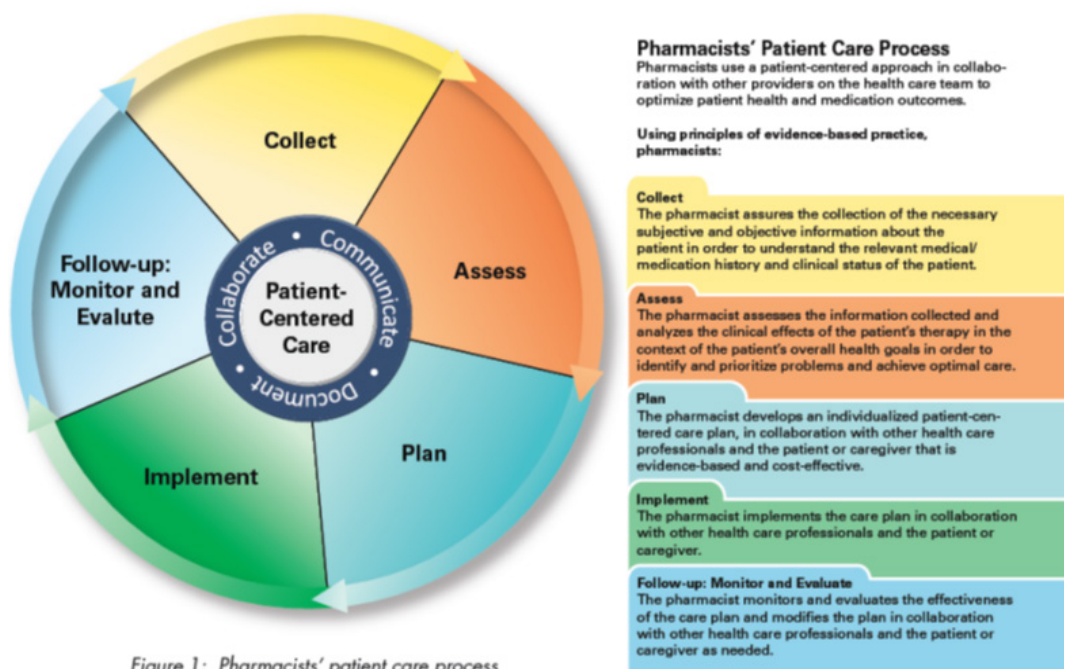 Collect
Assess
Plan
Implement
Follow-up:
Monitor and
Evalute
Collaborate • Communicate • Document •
Patient-
Centered
Care
Figure 1: Pharmacists' patient care process
Pharmacists' Patient Care Process
Pharmacists use a patient-centered approach in collabo-
ration with other providers on the health care team to
optimize patient health and medication outcomes.
Using principles of evidence-based practice,
pharmacists:
Collect
The pharmacist assures the collection of the necessary
subjective and objective information about the
patient in order to understand the relevant medical/
medication history and clinical status of the patient.
Assess
The pharmacist assesses the information collected and
analyzes the clinical effects of the patient's therapy in the
context of the patient's overall health goals in order to
identify and prioritize problems and achieve optimal care.
Plan
The pharmacist develops an individualized patient-cen-
tered care plan, in collaboration with other health care
professionals and the patient or caregiver that is
evidence-based and cost-effective.
Implement
The pharmacist implements the care plan in collaboration
with other health care professionals and the patient or
caregiver.
Follow-up: Monitor and Evaluate
The pharmacist monitors and evaluates the effectiveness
of the care plan and modifies the plan in collaboration
with other health care professionals and the patient or
caregiver as needed.